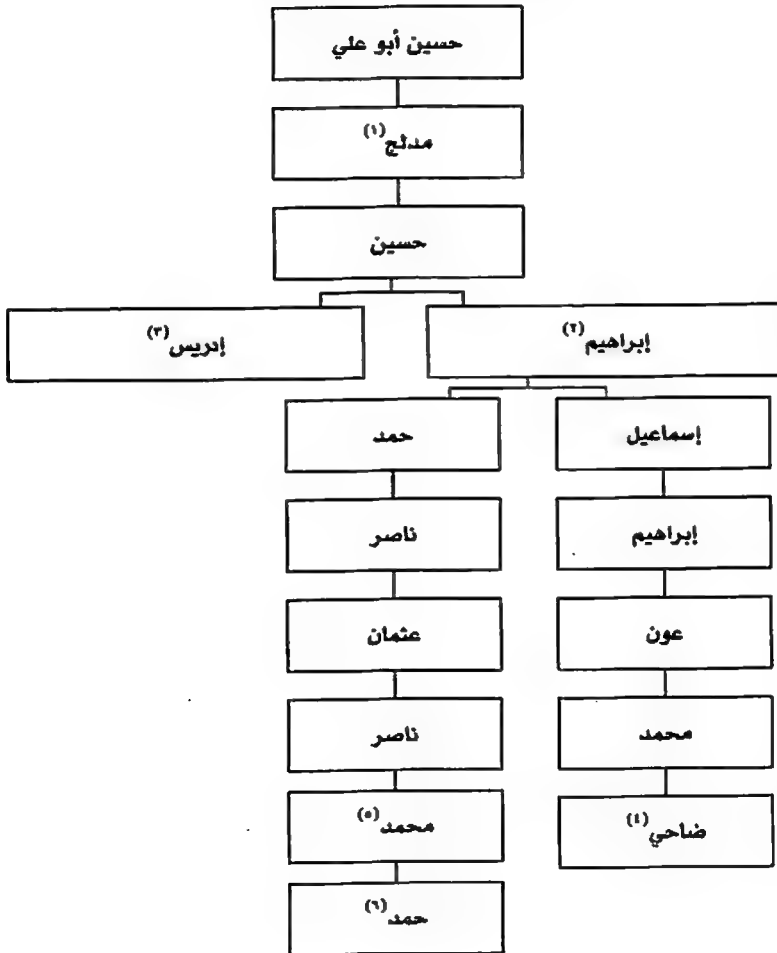 حسين أبو علي
مدلج(١)
حسين
إبراهيم(٢)
إدريس(٣)
إسماعيل
حمد
إبراهيم
ناصر
عون
عثمان
محمد
ناصر
ضاحي(٤)
محمد(٥)
حمد(٦)